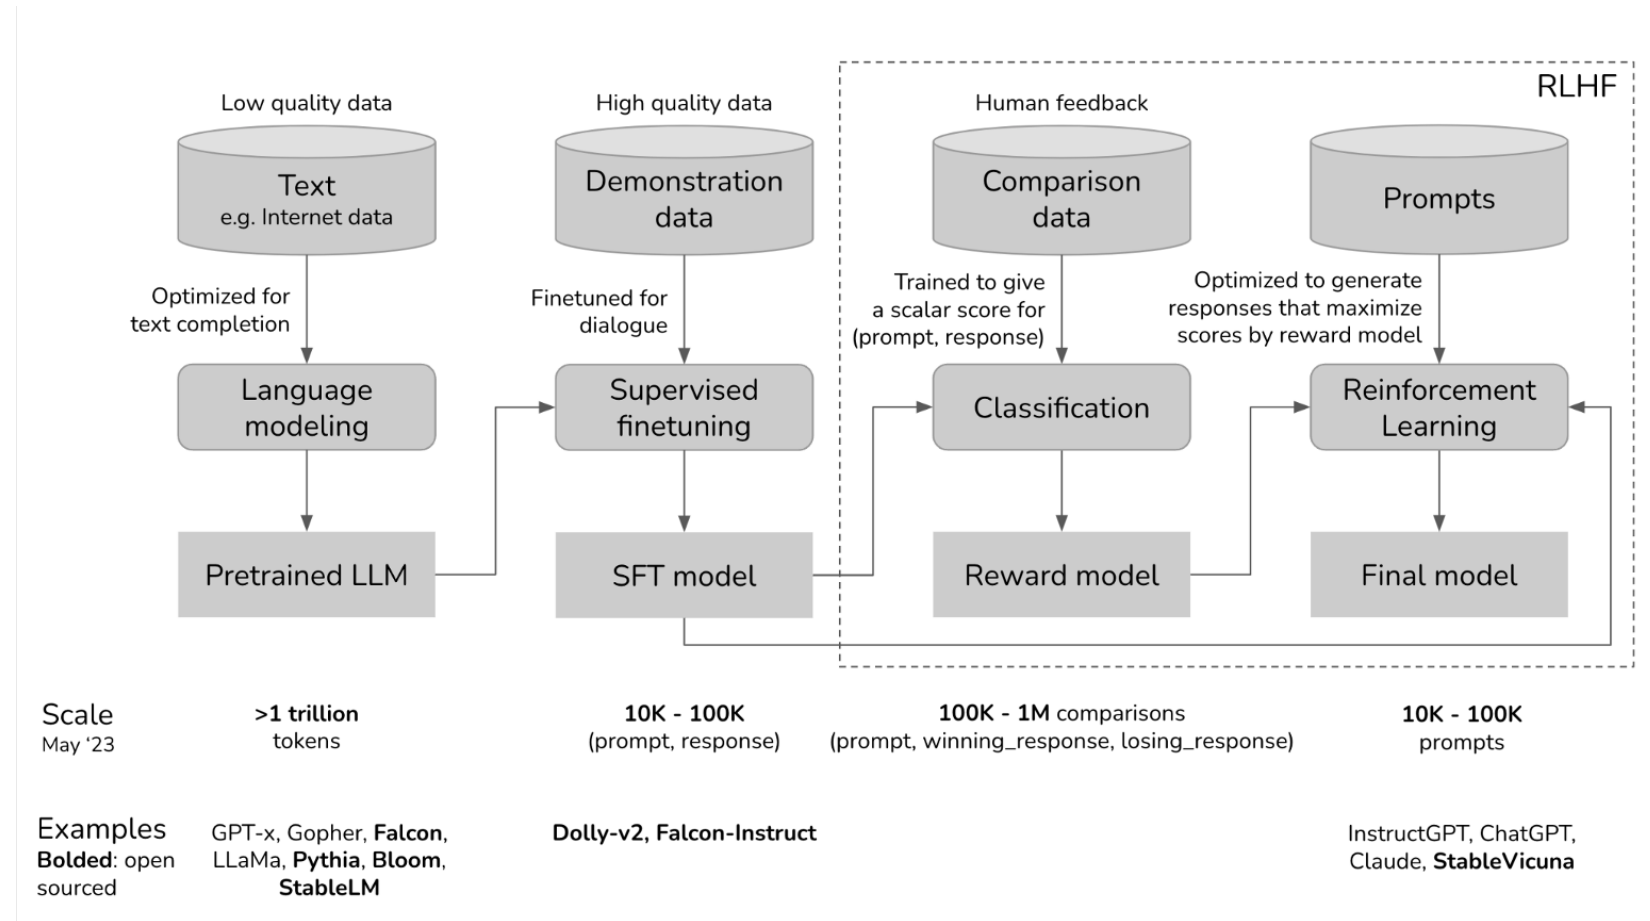 RLHF
Low quality data
High quality data
Human feedback
Text
e.g. Internet data
Demonstration
data
Comparison
data
Prompts
Optimized for
text completion
Finetuned for
dialogue
Trained to give
a scalar score for
(prompt, response)
Optimized to generate
responses that maximize
scores by reward model
Language
modeling
Supervised
finetuning
Classification
Reinforcement
Learning
Pretrained LLM
SFT model
Reward model
Final model
Scale
May ‘23
>1 trillion
tokens
10K - 100K
(prompt, response)
100K - 1M comparisons
(prompt, winning_response, losing_response)
10K - 100K
prompts
Examples
Bolded: open
sourced
GPT-x, Gopher, Falcon,
LLaMa, Pythia, Bloom,
StableLM
Dolly-v2, Falcon-Instruct
InstructGPT, ChatGPT,
Claude, StableVicuna